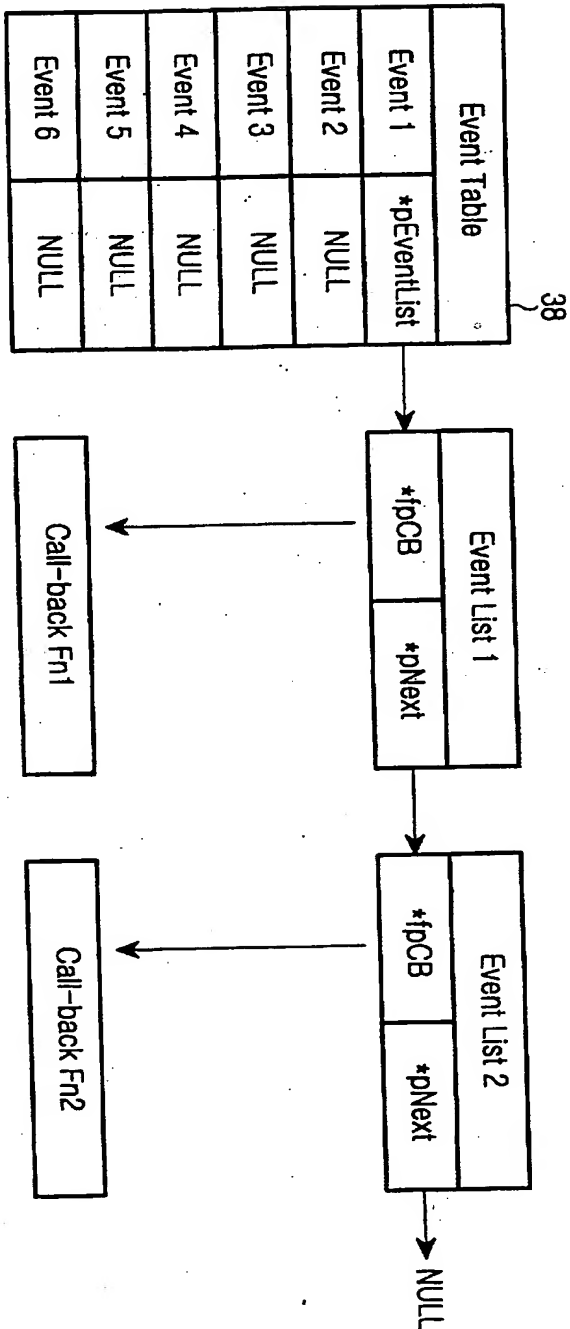 38
Event Table
Event 1 *pEventList
Event 2 NULL
Event 3 NULL
Event 4 NULL
Event 5 NULL
Event 6 NULL
Event List 1
*fpCB *pNext
Call-back Fn1
Event List 2
*fpCB *pNext
Call-back Fn2
NULL